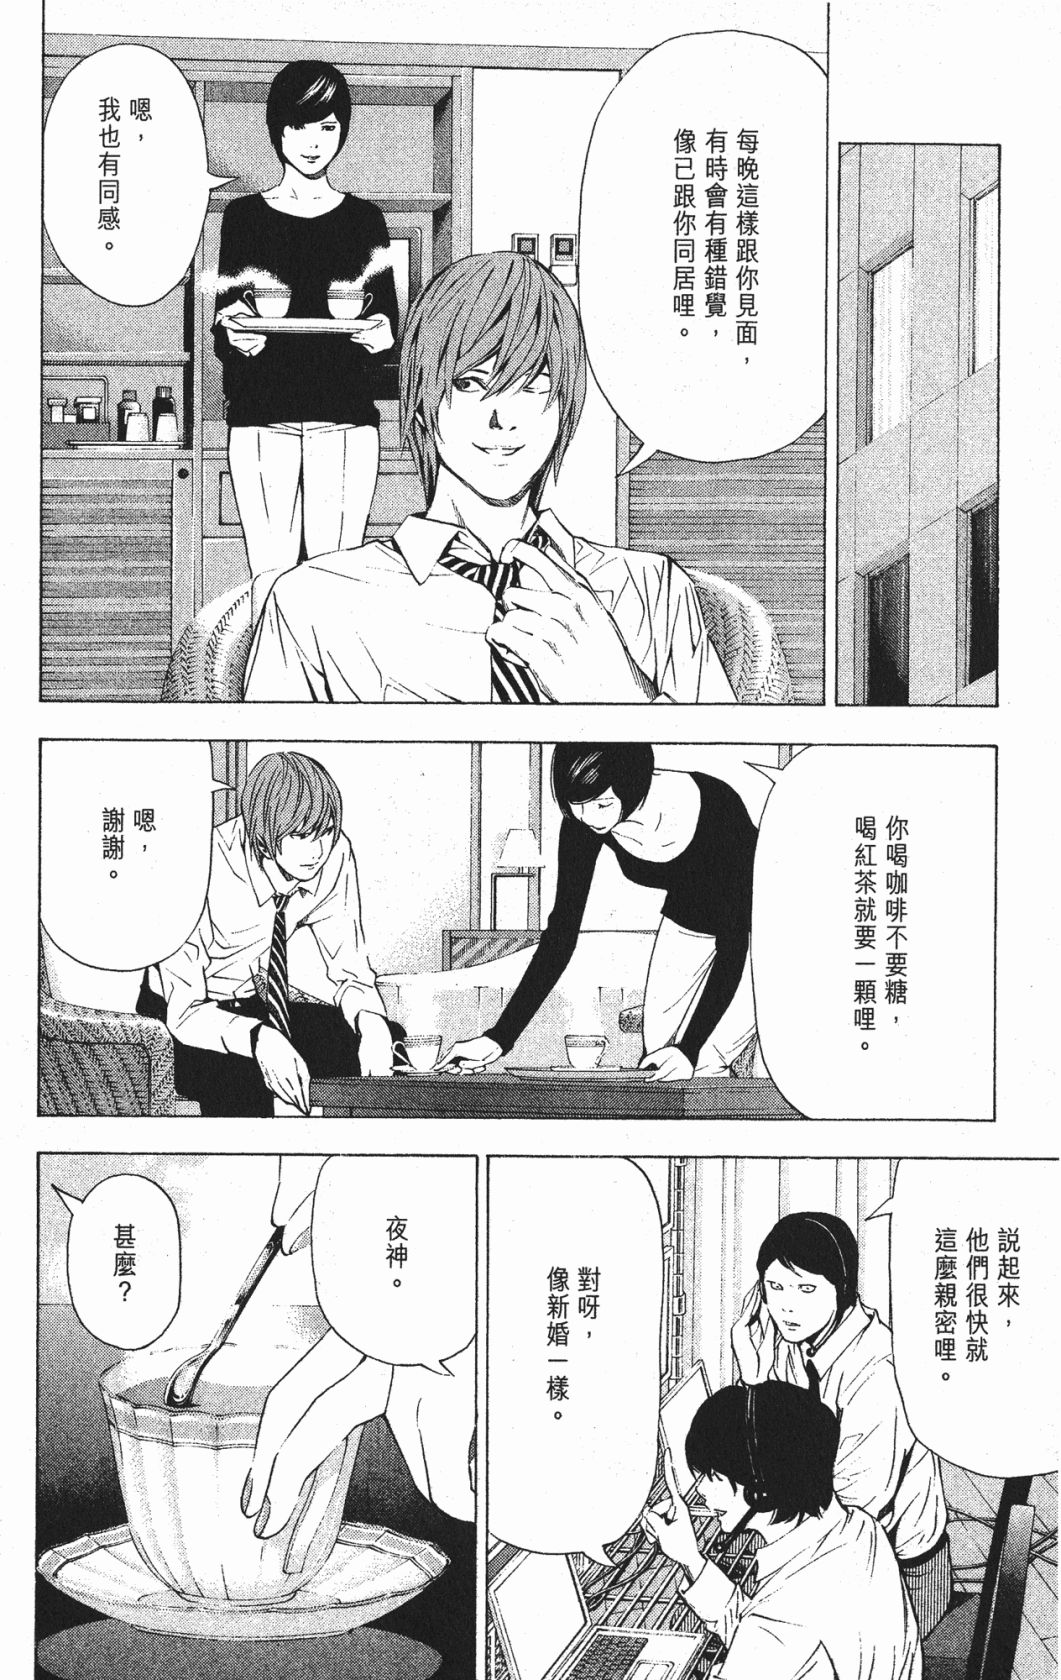 每晚這樣跟你見面，
有時會有種錯覺，
像已跟你同居哩。
嗯，
我也有同感。
你喝咖啡不要糖，
喝紅茶就要一顆哩。
嗯，
謝謝。
説起來，
他們很快就
這麼親密哩。
對呀，
像新婚一樣。
夜神。
甚麼？